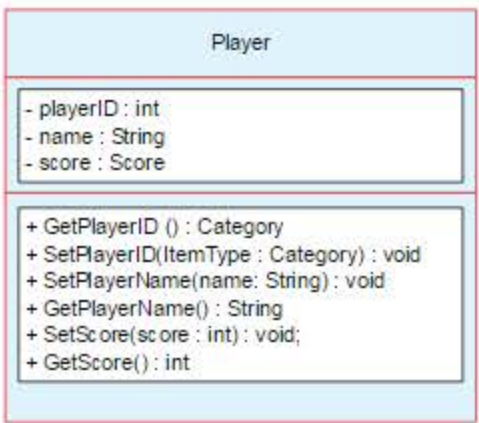 Player
- playerID : int
- name : String
- score : Score
+ GetPlayerID () : Category
+ SetPlayerID(ItemType : Category) : void
+ SetPlayerName(name: String) : void
+ GetPlayerName() : String
+ SetScore(score : int) : void;
+ GetScore() : int